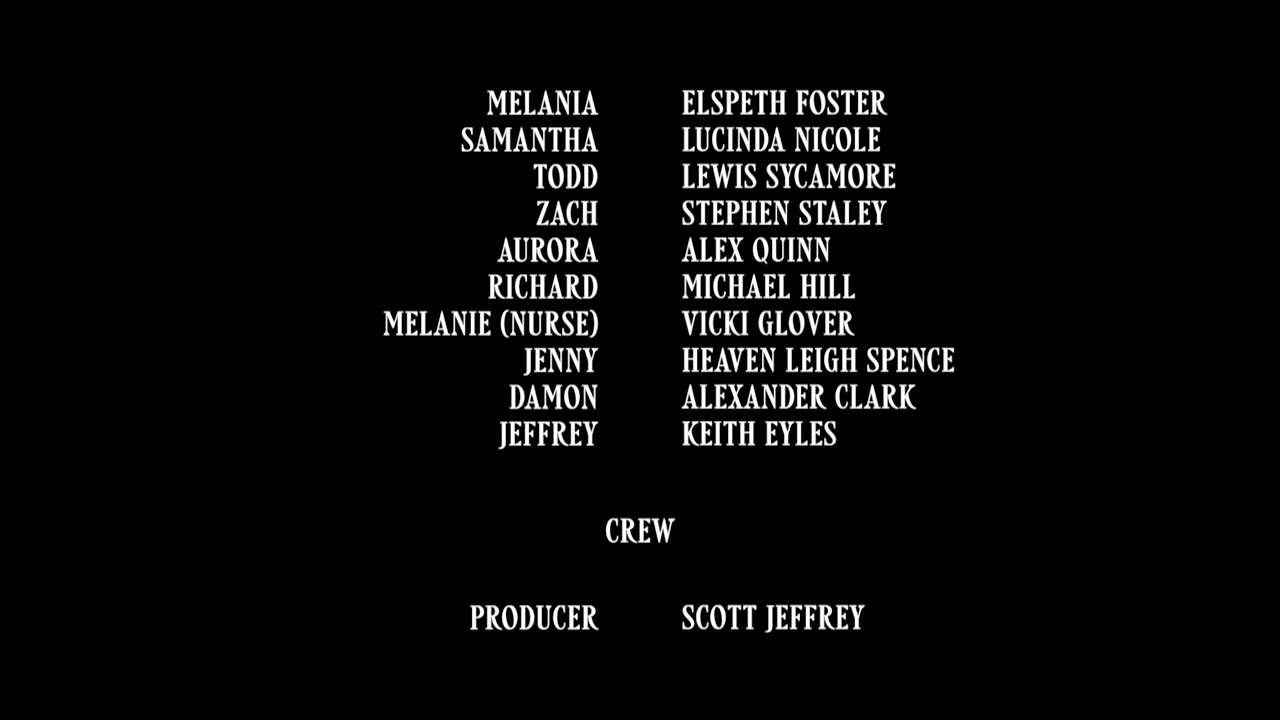 MELANIA ELSPETH FOSTER
SAMANTHA LUCINDA NICOLE
TODD LEWIS SYCAMORE
ZACH STEPHEN STALEY
AURORA ALEX QUINN
RICHARD MICHAEL HILL
MELANIE (NURSE) VICKI GLOVER
JENNY HEAVEN LEIGH SPENCE
DAMON ALEXANDER CLARK
JEFFREY KEITH EYLES
CREW
PRODUCER SCOTT JEFFREY